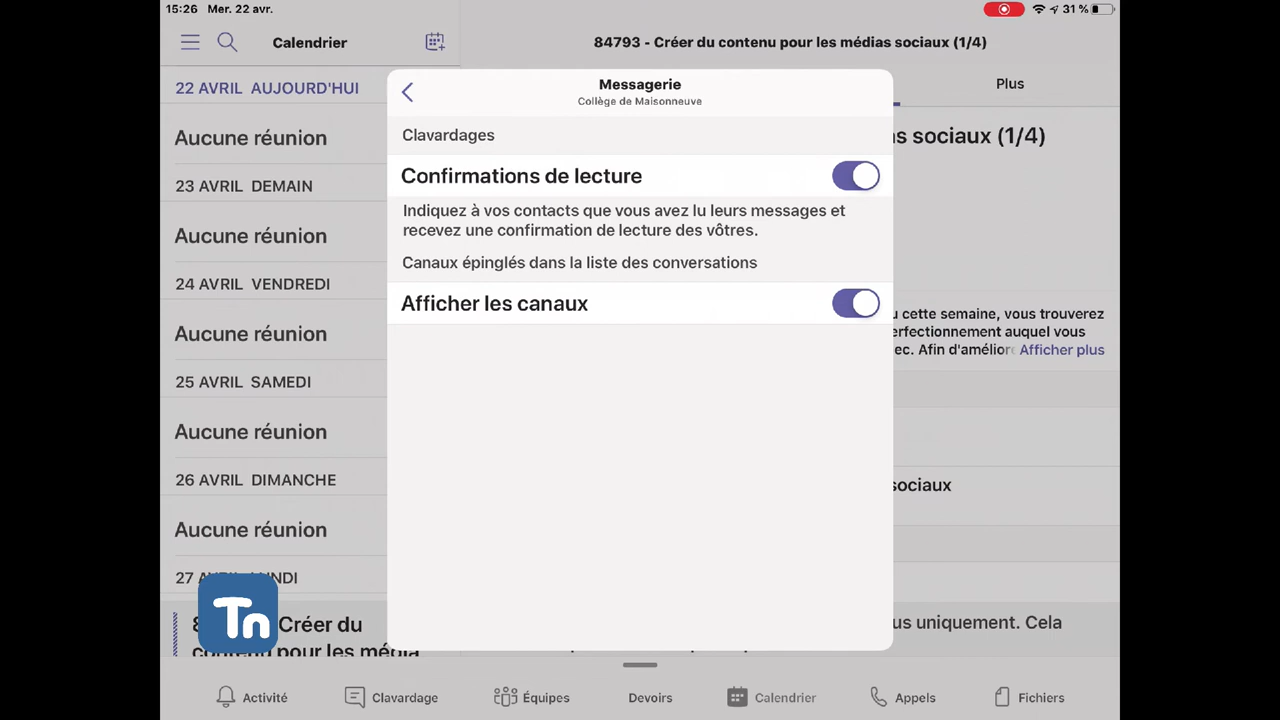 15:26 Mer. 22 avr.
31 %
Calendrier
84793 - Créer du contenu pour les médias sociaux (1/4)
22 AVRIL AUJOURD'HUI
Aucune réunion
23 AVRIL DEMAIN
Aucune réunion
24 AVRIL VENDREDI
Aucune réunion
25 AVRIL SAMEDI
Aucune réunion
26 AVRIL DIMANCHE
Aucune réunion
27
NDI
Créer du
pour les média
Tn
Messagerie
Collège de Maisonneuve
Clavardages
Confirmations de lecture
Indiquez à vos contacts que vous avez lu leurs messages et
recevez une confirmation de lecture des vôtres.
Canaux épinglés dans la liste des conversations
Afficher les canaux
Plus
s sociaux (1/4)
u cette semaine, vous trouverez
erfectionnement auquel vous
ec. Afin d'amélior Afficher plus
sociaux
us uniquement. Cela
Activité
Clavardage
Équipes
Devoirs
Calendrier
Appels
Fichiers